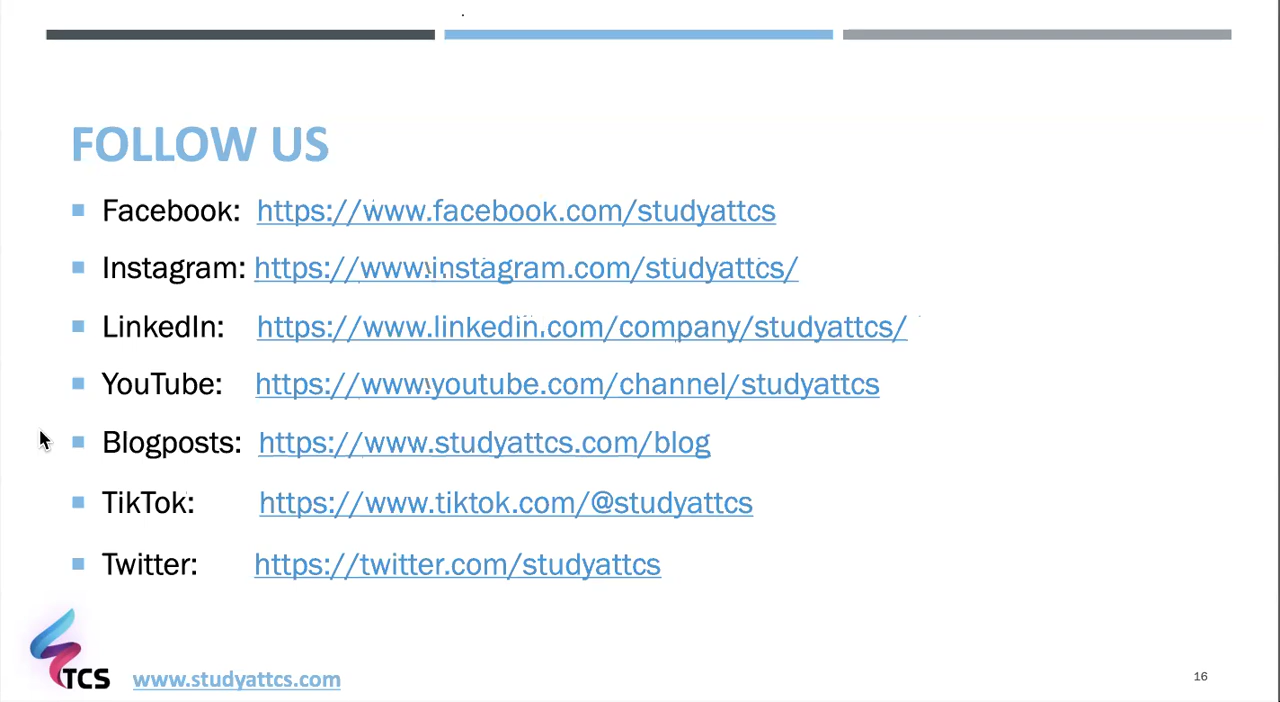 FOLLOW US
Facebook: https://www.facebook.com/studyattcs
Instagram: https://www.instagram.com/studyattcs/
LinkedIn: https://www.linkedin.com/company/studyattcs/
YouTube: https://www.youtube.com/channel/studyattcs
Blogposts: https://www.studyattcs.com/blog
TikTok: https://www.tiktok.com/@studyattcs
Twitter: https://twitter.com/studyattcs
TCS www.studyattcs.com
16